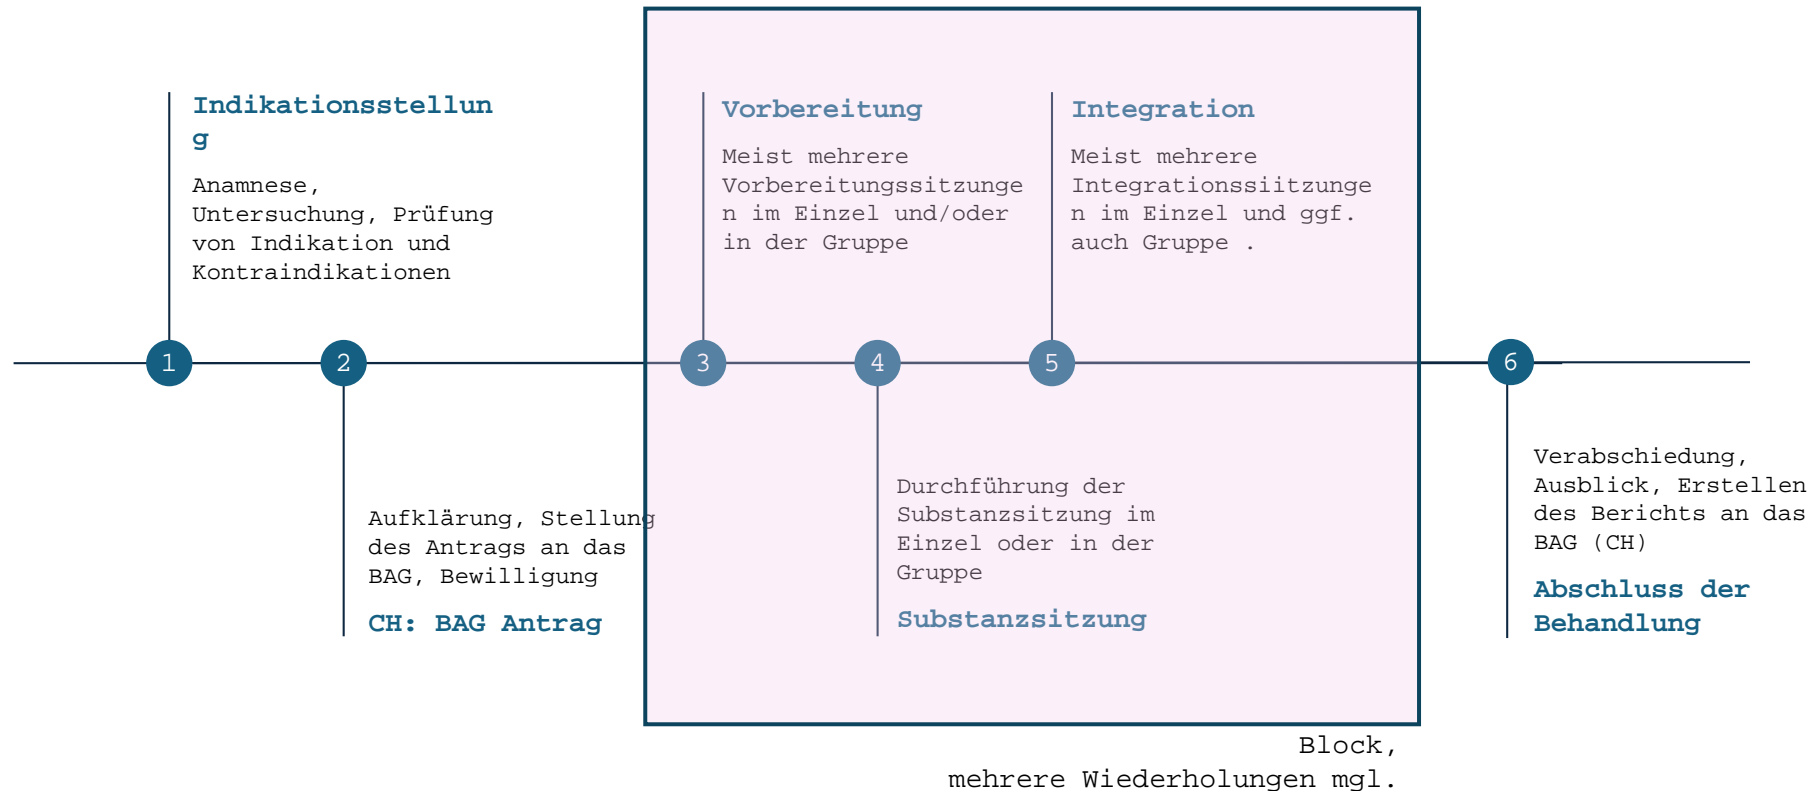 Indikationsstellun
g
Anamnese,
Untersuchung, Prüfung
von Indikation und
Kontraindikationen
Vorbereitung
Meist mehrere
Vorbereitungssitzunge
n im Einzel und/oder
in der Gruppe
Integration
Meist mehrere
Integrationssiitzunge
n im Einzel und ggf.
auch Gruppe .
1
2
3
4
5
6
Aufklärung, Stellung
des Antrags an das
BAG, Bewilligung
CH: BAG Antrag
Durchführung der
Substanzsitzung im
Einzel oder in der
Gruppe
Substanzsitzung
Verabschiedung,
Ausblick, Erstellen
des Berichts an das
BAG (CH)
Abschluss der
Behandlung
Block,
mehrere Wiederholungen mgl.